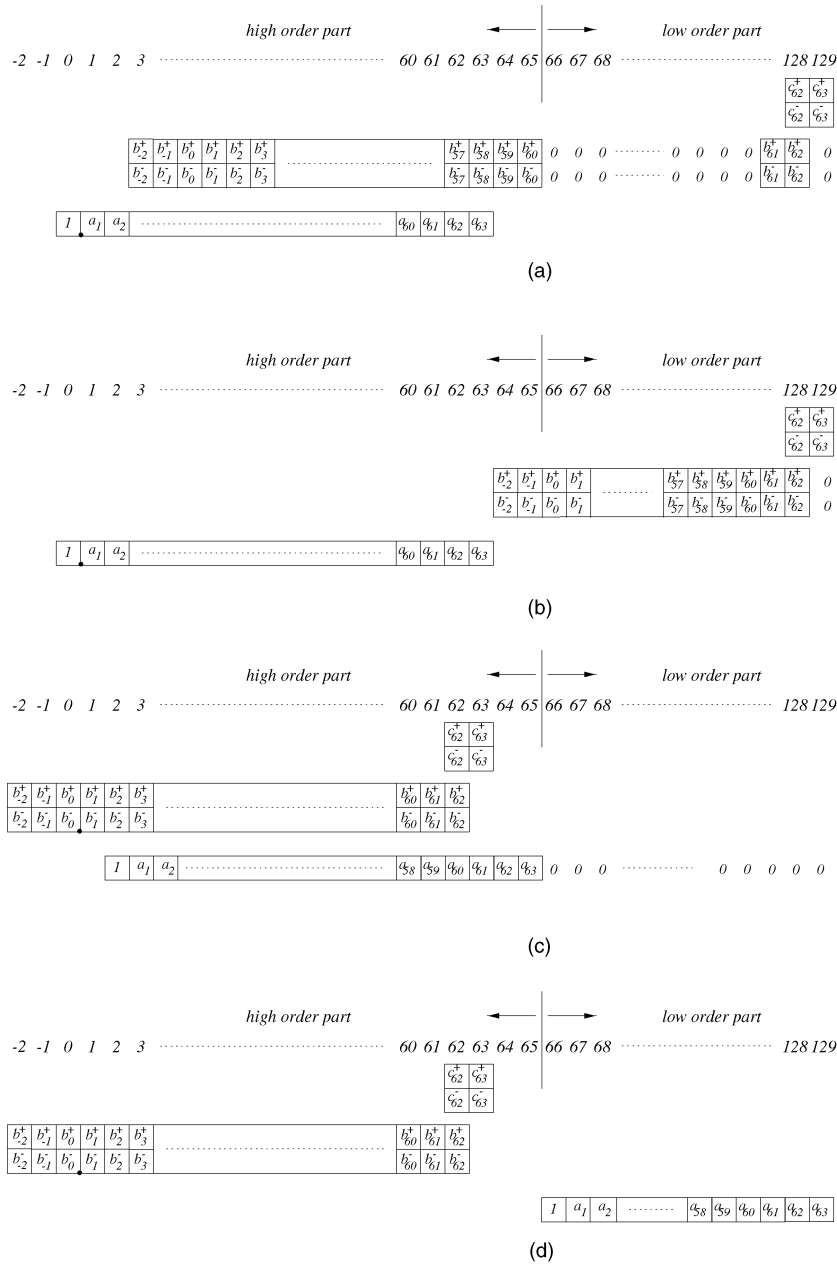 high order part low order part
-2 -1 0 1 2 3 60 61 62 63 64 65 66 67 68 128 129
c+62 c+63
c-62 c-63
b+-2 b+-1 b+0 b+1 b+2 b+3 b+57 b+58 b+59 b+60 0 0 0 0 0 0 0 b+61 b+62 0
b--2 b--1 b-0 b-1 b-2 b-3 b-57 b-58 b-59 b-60 0 0 0 0 0 0 0 b-61 b-62 0
1 a1 a2 a60 a61 a62 a63
(a)
high order part low order part
-2 -1 0 1 2 3 60 61 62 63 64 65 66 67 68 128 129
c+62 c+63
c-62 c-63
b+-2 b+-1 b+0 b+1 b+57 b+58 b+59 b+60 b+61 b+62 0
b--2 b--1 b-0 b-1 b-57 b-58 b-59 b-60 b-61 b-62 0
1 a1 a2 a60 a61 a62 a63
(b)
high order part low order part
-2 -1 0 1 2 3 60 61 62 63 64 65 66 67 68 128 129
c+62 c+63
c-62 c-63
b+-2 b+-1 b+0 b+1 b+2 b+3 b+60 b+61 b+62
b--2 b--1 b-0 b-1 b-2 b-3 b-60 b-61 b-62
1 a1 a2 a58 a59 a60 a61 a62 a63 0 0 0 0 0 0 0 0
(c)
high order part low order part
-2 -1 0 1 2 3 60 61 62 63 64 65 66 67 68 128 129
c+62 c+63
c-62 c-63
b+-2 b+-1 b+0 b+1 b+2 b+3 b+60 b+61 b+62
b--2 b--1 b-0 b-1 b-2 b-3 b-60 b-61 b-62
1 a1 a2 a58 a59 a60 a61 a62 a63
(d)